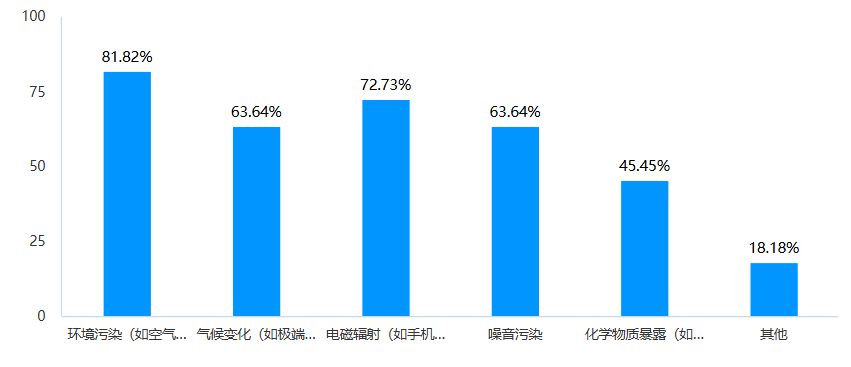 100
81.82%
72.73%
75
63.64%
63.64%
50
45.45%
25
18.18%
0
环境污染（如空气...
气候变化（如极端...
电磁辐射（如手机...
噪音污染
化学物质暴露（如...
其他